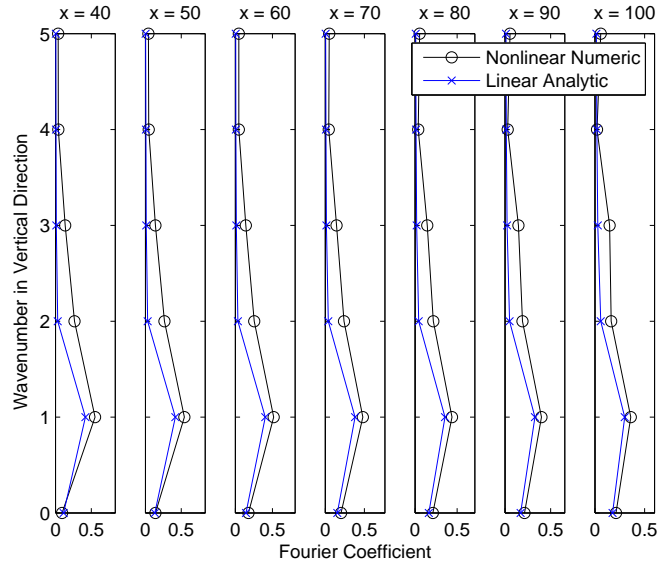 x = 40 x = 50 x = 60 x = 70 x = 80 x = 90 x = 100
Nonlinear Numeric
Linear Analytic
5
4
3
2
1
0
Wavenumber in Vertical Direction
0 0.5 0 0.5 0 0.5 0 0.5 0 0.5 0 0.5 0 0.5
Fourier Coefficient